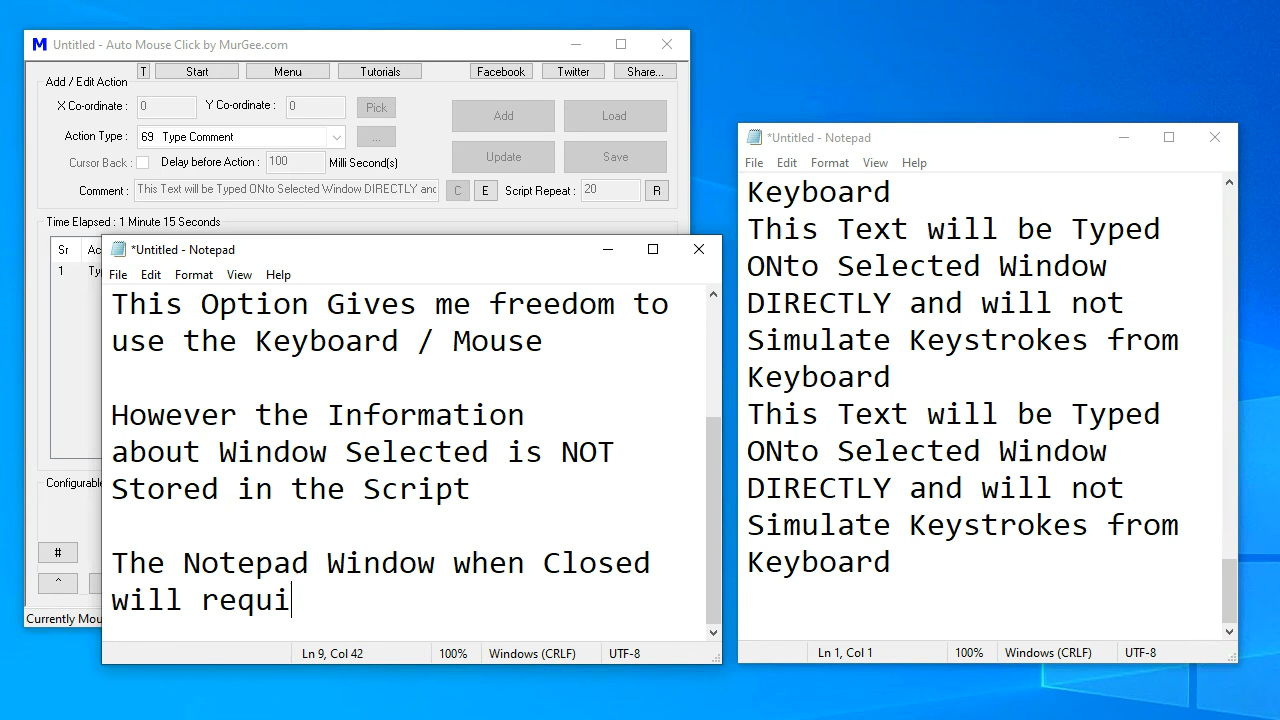 M Untitled - Auto Mouse Click by MurGee.com
T Start Menu Tutorials Facebook Twitter Share...
Add / Edit Action
X Co-ordinate : 0 Y Co-ordinate : 0 Pick
Add Load
Action Type : 69 Type Comment ...
Update Save
Cursor Back : Delay before Action : 100 Milli Second(s)
Comment : This Text will be Typed ONto Selected Window DIRECTLY anc C E Script Repeat : 20 R
Time Elapsed : 1 Minute 15 Seconds
Sr Ac
1 Ty
Configurable
#
^
Currently Mou
*Untitled - Notepad
File Edit Format View Help
This Option Gives me freedom to
use the Keyboard / Mouse
However the Information
about Window Selected is NOT
Stored in the Script
The Notepad Window when Closed
will requi
Ln 9, Col 42 100% Windows (CRLF) UTF-8
*Untitled - Notepad
File Edit Format View Help
Keyboard
This Text will be Typed
ONto Selected Window
DIRECTLY and will not
Simulate Keystrokes from
Keyboard
This Text will be Typed
ONto Selected Window
DIRECTLY and will not
Simulate Keystrokes from
Keyboard
Ln 1, Col 1 100% Windows (CRLF) UTF-8